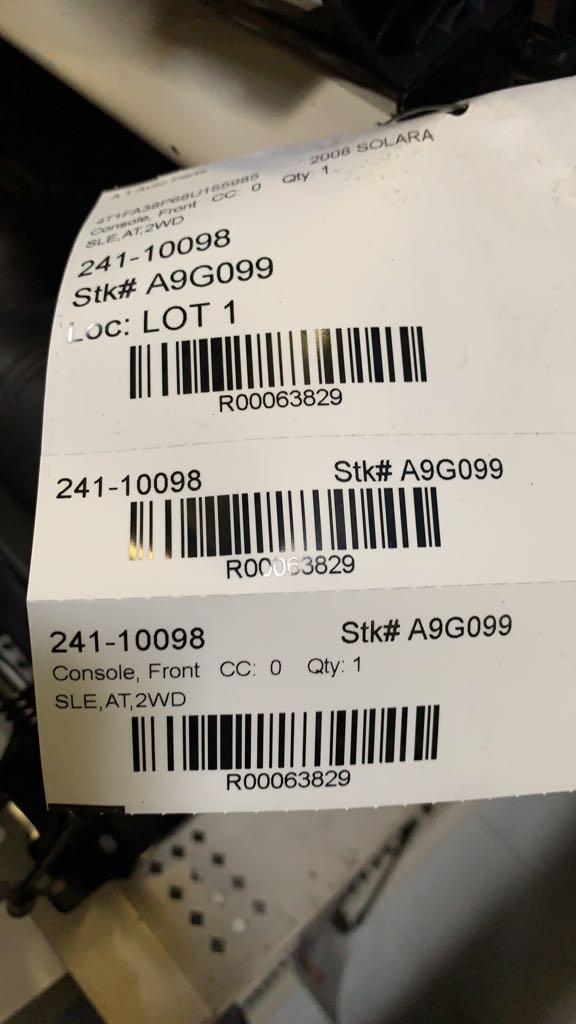 A 1 Auto Parts
4T1FA38P68U155985 2008 SOLARA
Console, Front CC: 0 Qty: 1
SLE,AT,2WD
241-10098
Stk# A9G099
Loc: LOT 1
R00063829
241-10098 Stk# A9G099
R00063829
241-10098 Stk# A9G099
Console, Front CC: 0 Qty: 1
SLE,AT,2WD
R00063829